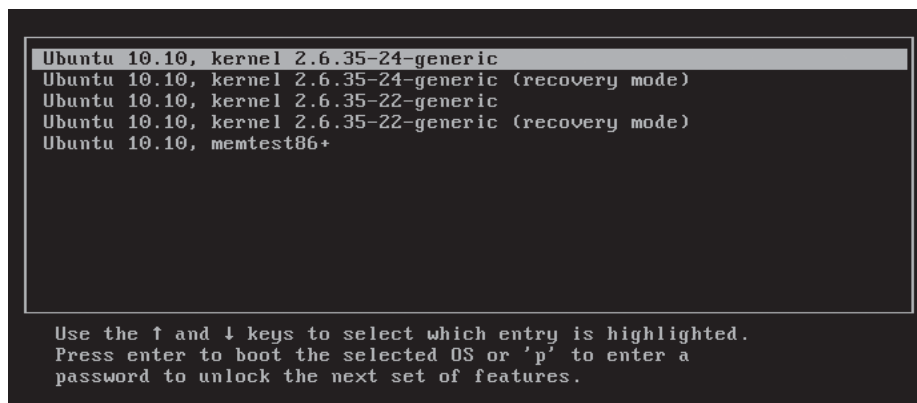 Ubuntu 10.10, kernel 2.6.35-24-generic
Ubuntu 10.10, kernel 2.6.35-24-generic (recovery mode)
Ubuntu 10.10, kernel 2.6.35-22-generic
Ubuntu 10.10, kernel 2.6.35-22-generic (recovery mode)
Ubuntu 10.10, memtest86+
Use the ↑ and ↓ keys to select which entry is highlighted.
Press enter to boot the selected OS or 'p' to enter a
password to unlock the next set of features.